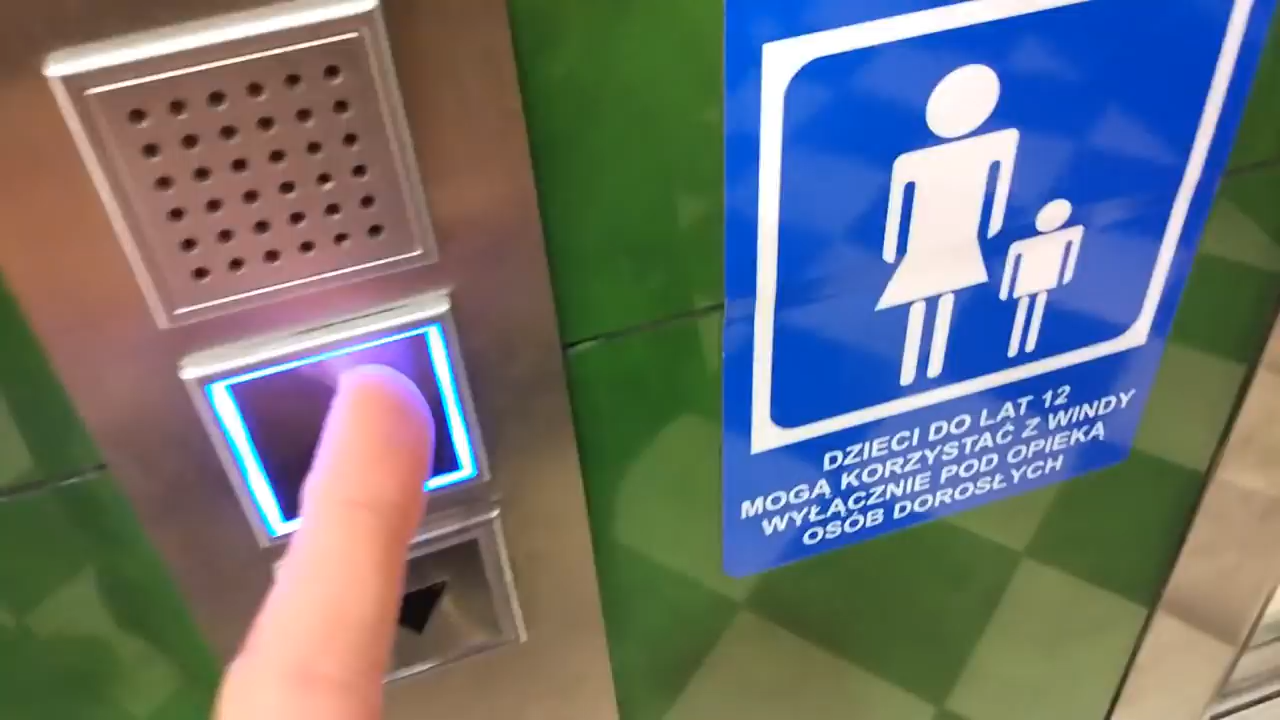 DZIECI DO LAT 12
MOGĄ KORZYSTAĆ Z WINDY
WYŁĄCZNIE POD OPIEKĄ
OSÓB DOROSŁYCH